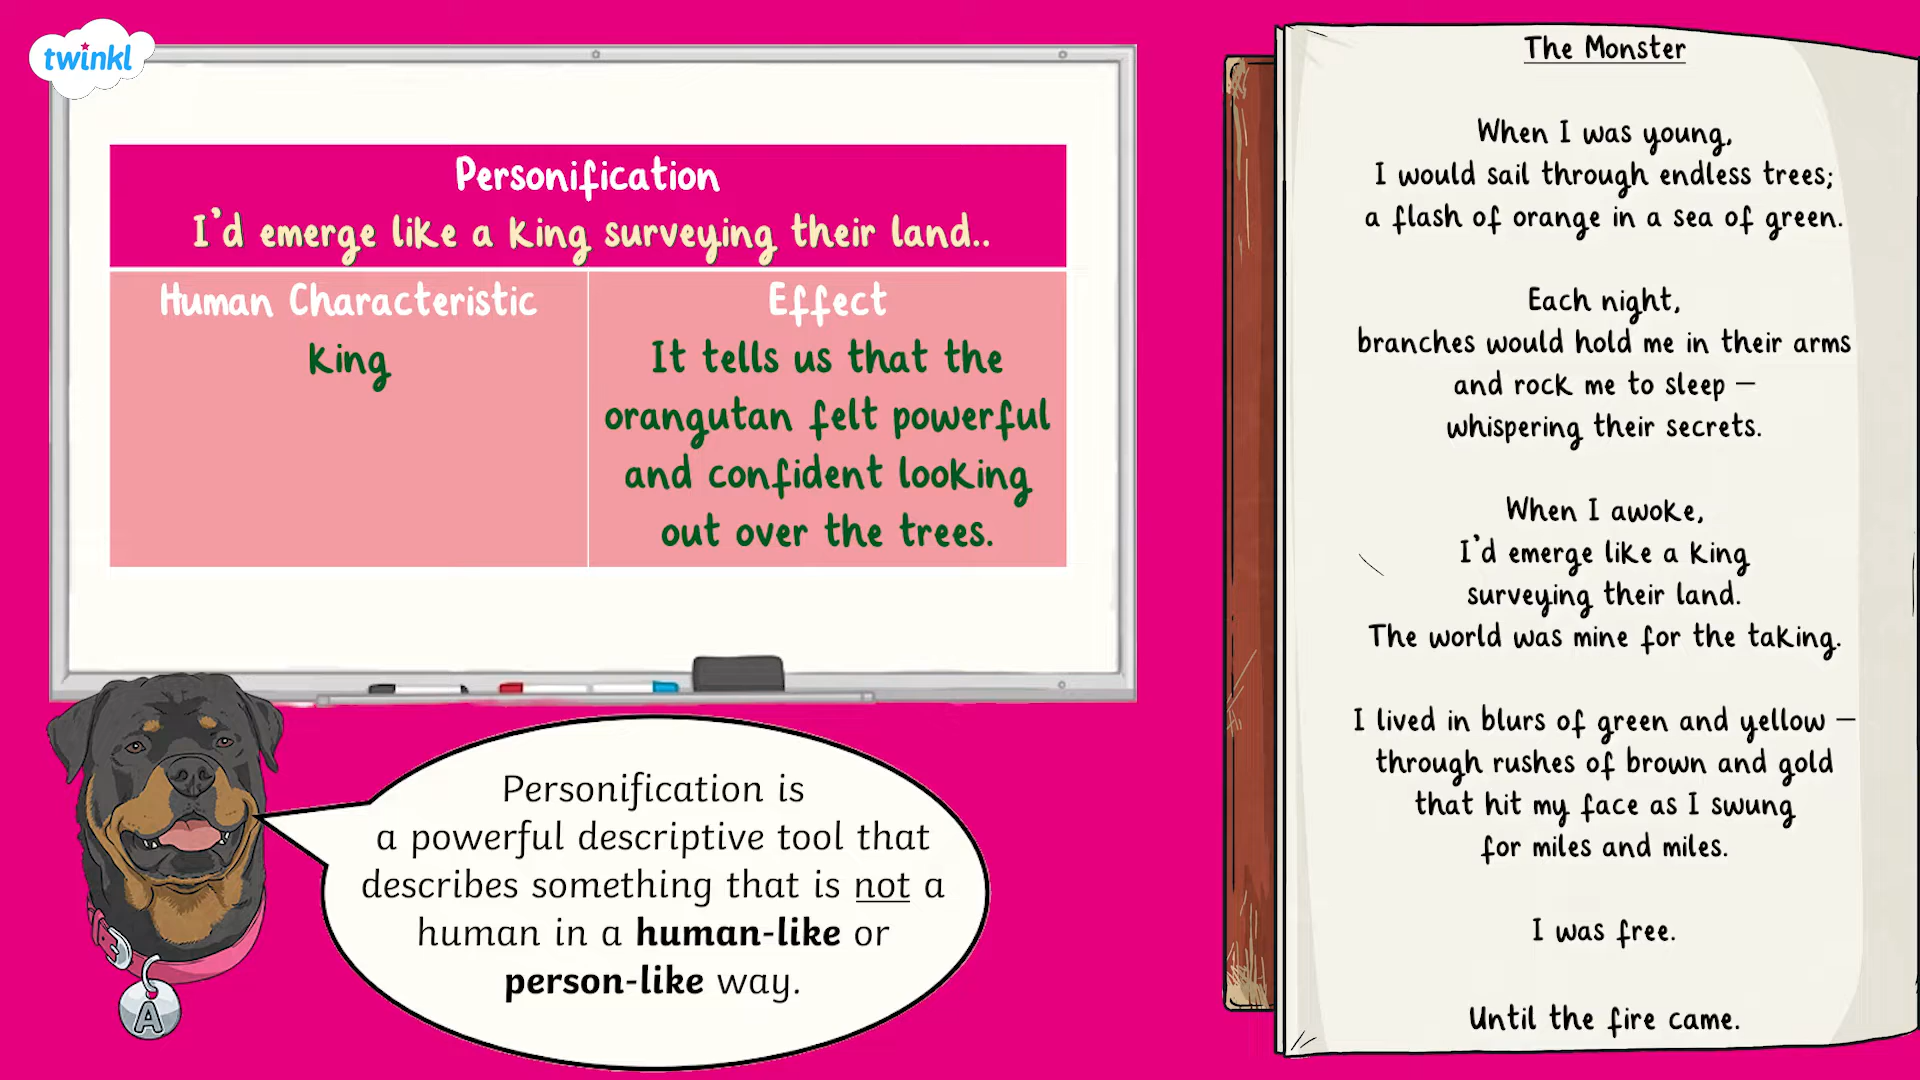 twinkl
Personification
I'd emerge like a king surveying their land..
Human Characteristic
king
Effect
It tells us that the
orangutan felt powerful
and confident looking
out over the trees.
Personification is
a powerful descriptive tool that
describes something that is not a
human in a human-like or
person-like way.
A
The Monster
When I was young,
I would sail through endless trees;
a flash of orange in a sea of green.
Each night,
branches would hold me in their arms
and rock me to sleep –
whispering their secrets.
When I awoke,
I'd emerge like a king
surveying their land.
The world was mine for the taking.
I lived in blurs of green and yellow –
through rushes of brown and gold
that hit my face as I swung
for miles and miles.
I was free.
Until the fire came.